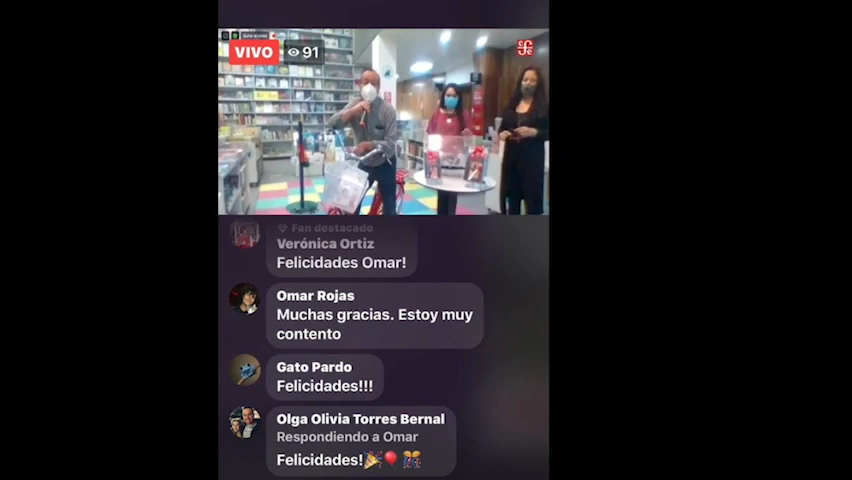 VIVO 91
Fan destacado
Verónica Ortiz
Felicidades Omar!
Omar Rojas
Muchas gracias. Estoy muy
contento
Gato Pardo
Felicidades!!!
Olga Olivia Torres Bernal
Respondiendo a Omar
Felicidades!🎉🎈🎊